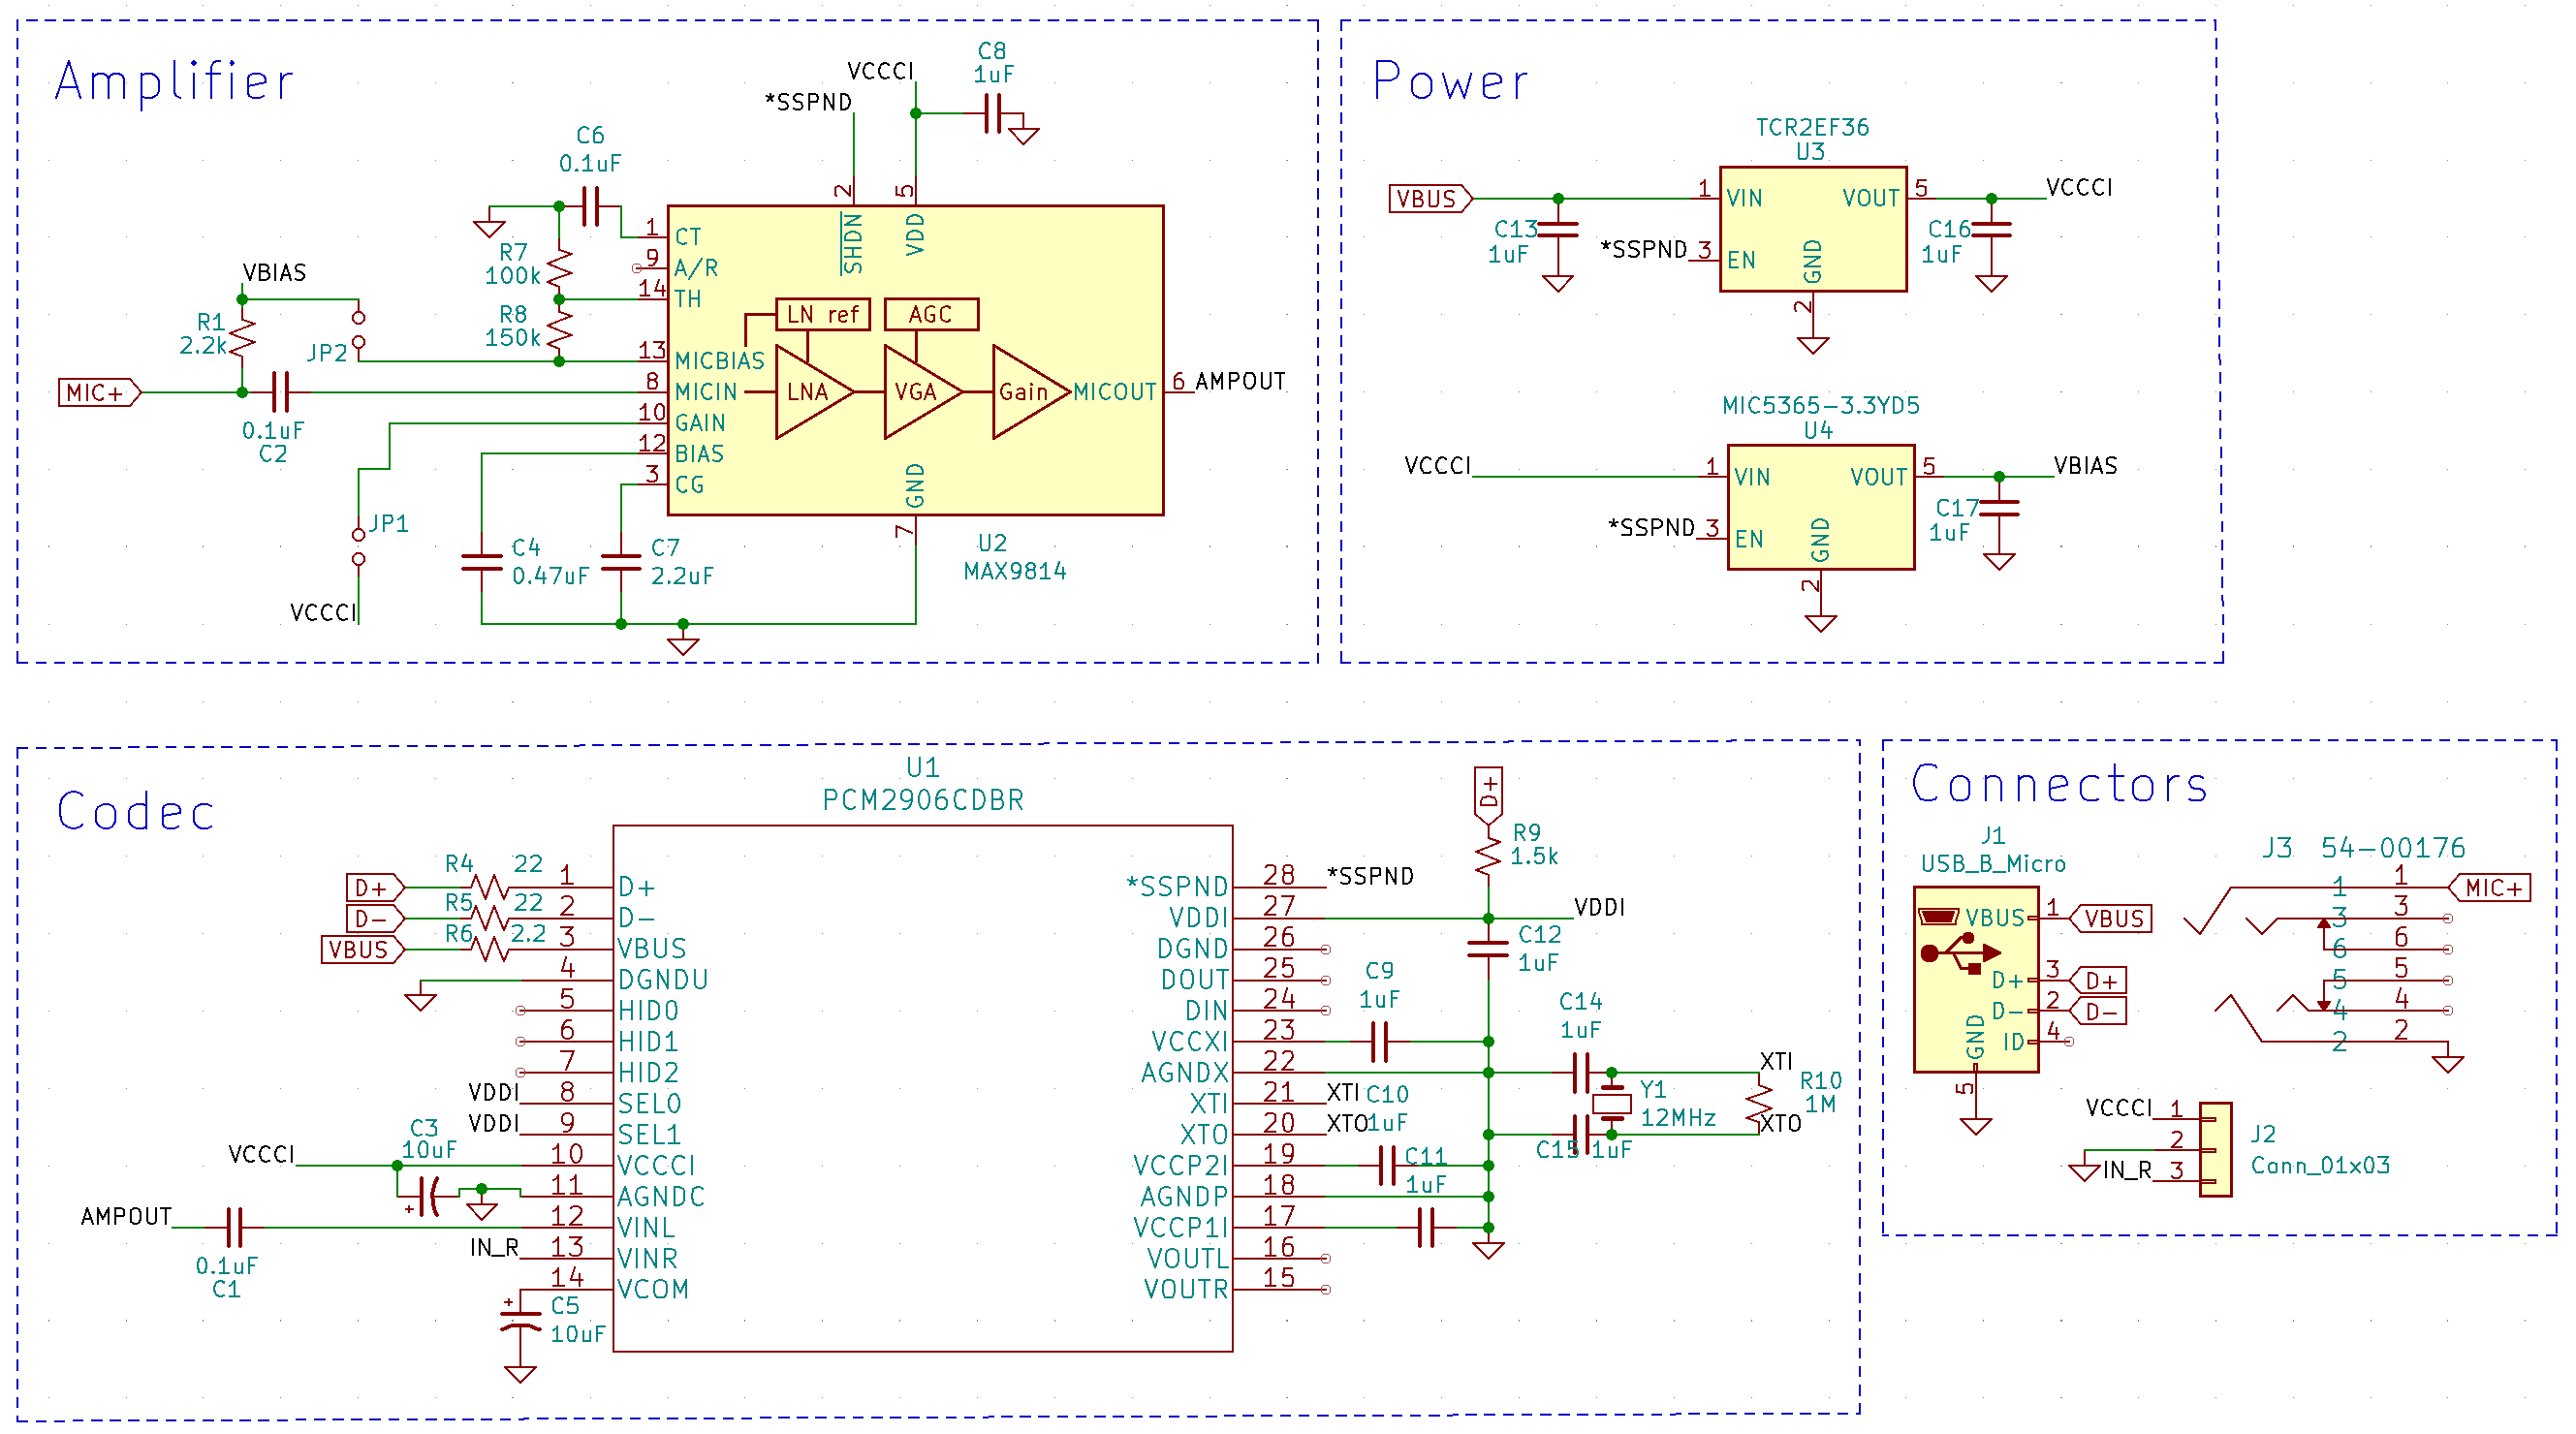 Amplifier
VCCCI
*SSPND
C8
1uF
C6
0.1uF
2
5
SHDN
VDD
1
CT
9
A/R
14
TH
R7
100k
R8
150k
VBIAS
R1
2.2k
JP2
13
MICBIAS
MIC+
8
MICIN
10
GAIN
12
BIAS
3
CG
LN ref
AGC
LNA
VGA
Gain
MICOUT
6
AMPOUT
0.1uF
C2
JP1
VCCCI
C4
0.47uF
C7
2.2uF
GND
7
U2
MAX9814
Power
TCR2EF36
U3
VBUS
1
VIN
VOUT
5
VCCCI
C13
1uF
*SSPND
3
EN
GND
2
C16
1uF
MIC5365-3.3YD5
U4
VCCCI
1
VIN
VOUT
5
VBIAS
*SSPND
3
EN
GND
2
C17
1uF
Codec
U1
PCM2906CDBR
D+
R4
22
1
D+
D-
R5
22
2
D-
VBUS
R6
2.2
3
VBUS
4
DGNDU
5
HID0
6
HID1
7
HID2
VDDI
8
SEL0
VDDI
9
SEL1
VCCCI
C3
10uF
10
VCCCI
11
AGNDC
AMPOUT
12
VINL
0.1uF
C1
IN_R
13
VINR
14
VCOM
C5
10uF
+
+
*SSPND
28
*SSPND
VDDI
27
VDDI
DGND
26
DOUT
25
DIN
24
VCCXI
23
AGNDX
22
XTI
21
XTI
XTO
20
XTO
VCCP2I
19
AGNDP
18
VCCP1I
17
VOUTL
16
VOUTR
15
D+
R9
1.5k
C12
1uF
C9
1uF
C14
1uF
C10
1uF
C15
1uF
C11
1uF
Y1
12MHz
XTI
R10
1M
XTO
Connectors
J1
USB_B_Micro
VBUS
1
VBUS
D+
3
D+
D-
2
D-
ID
4
GND
5
J3
54-00176
1
1
MIC+
3
3
6
6
5
5
4
4
2
2
VCCCI
1
2
IN_R
3
J2
Conn_01x03